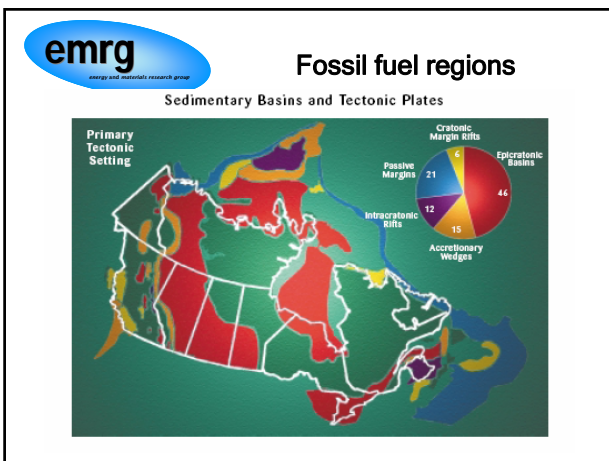 emrg
energy and materials research group
Fossil fuel regions
Sedimentary Basins and Tectonic Plates
Primary
Tectonic
Setting
Cratonic
Margin Rifts
Epicratonic
Basins
Passive
Margins
Intracratonic
Rifts
Accretionary
Wedges
6
21
46
12
15